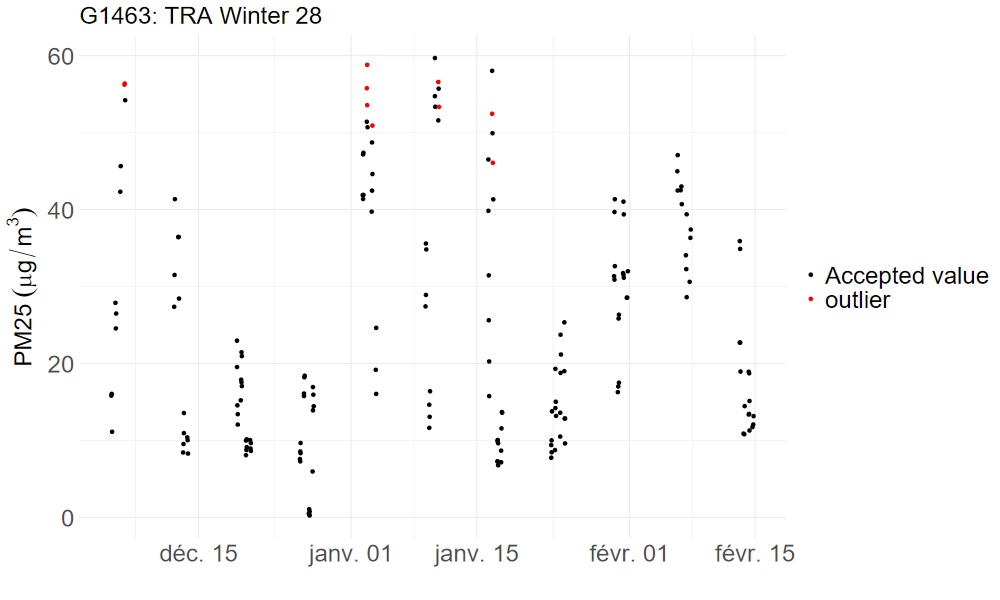 G1463: TRA Winter 28
60
40
20
0
PM25 (μg/m³)
déc. 15
janv. 01
janv. 15
févr. 01
févr. 15
Accepted value
outlier